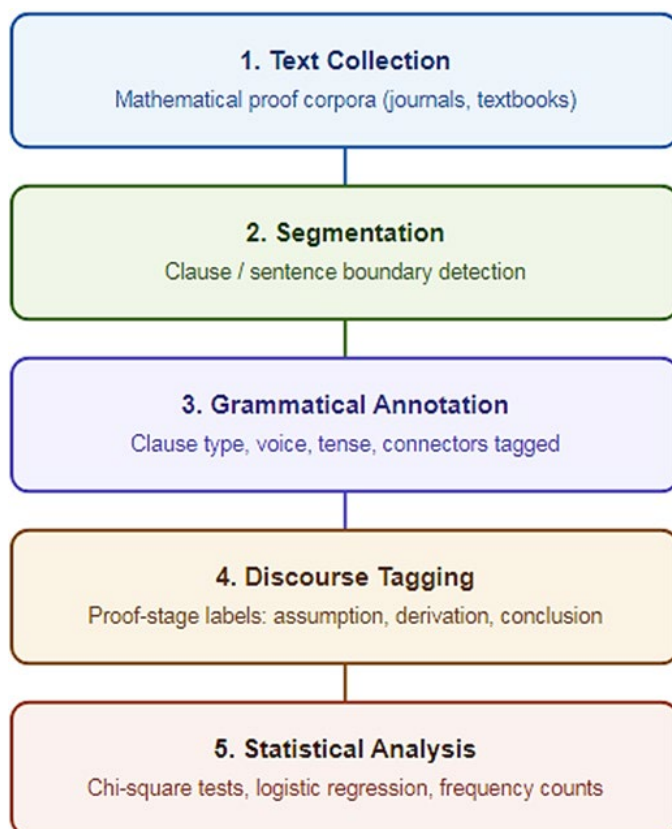 1. Text Collection
Mathematical proof corpora (journals, textbooks)
2. Segmentation
Clause / sentence boundary detection
3. Grammatical Annotation
Clause type, voice, tense, connectors tagged
4. Discourse Tagging
Proof-stage labels: assumption, derivation, conclusion
5. Statistical Analysis
Chi-square tests, logistic regression, frequency counts